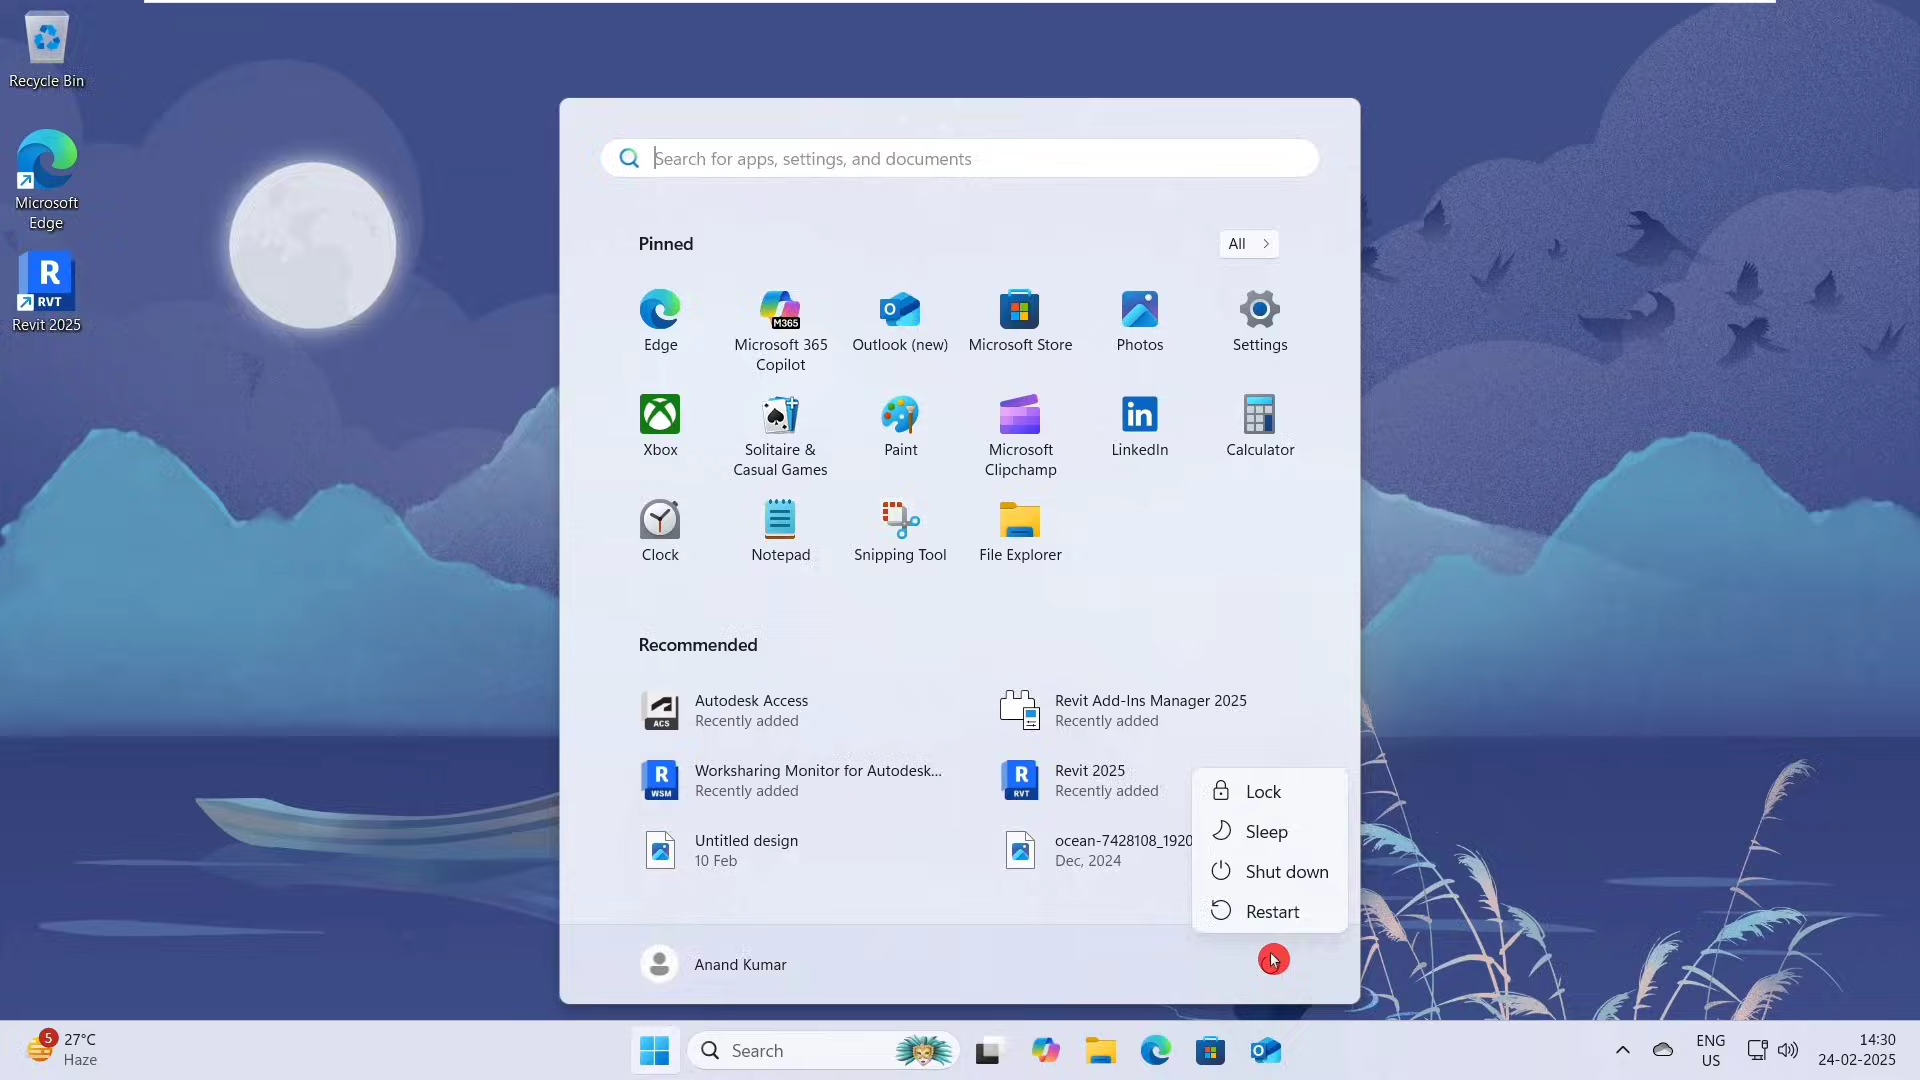 Recycle Bin
Microsoft
Edge
R
RVT
Revit 2025
Search for apps, settings, and documents
Pinned
All
Edge
M365
Microsoft 365
Copilot
Outlook (new)
Microsoft Store
Photos
Settings
Xbox
Solitaire &
Casual Games
Paint
Microsoft
Clipchamp
in
LinkedIn
Calculator
Clock
Notepad
Snipping Tool
File Explorer
Recommended
ACS
Autodesk Access
Recently added
Revit Add-Ins Manager 2025
Recently added
R
WSM
Worksharing Monitor for Autodesk...
Recently added
R
RVT
Revit 2025
Recently added
Untitled design
10 Feb
ocean-7428108_1920
Dec, 2024
Lock
Sleep
Shut down
Restart
Anand Kumar
5
27°C
Haze
Search
ENG
US
14:30
24-02-2025